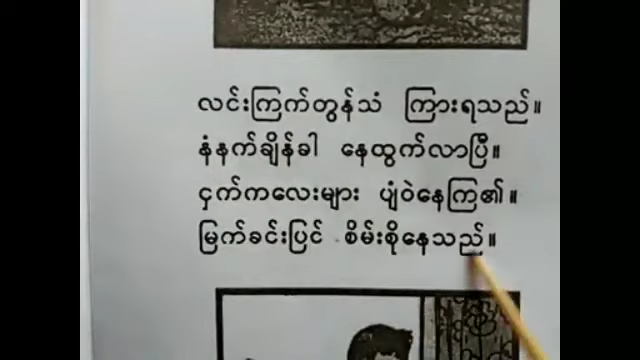 လင်းကြက်တွန်သံ ကြားရသည်။
နံနက်ချိန်ခါ နေထွက်လာပြီ။
ငှက်ကလေးများ ပျံဝဲနေကြ၏။
မြက်ခင်းပြင် စိမ်းစိုနေသည်။